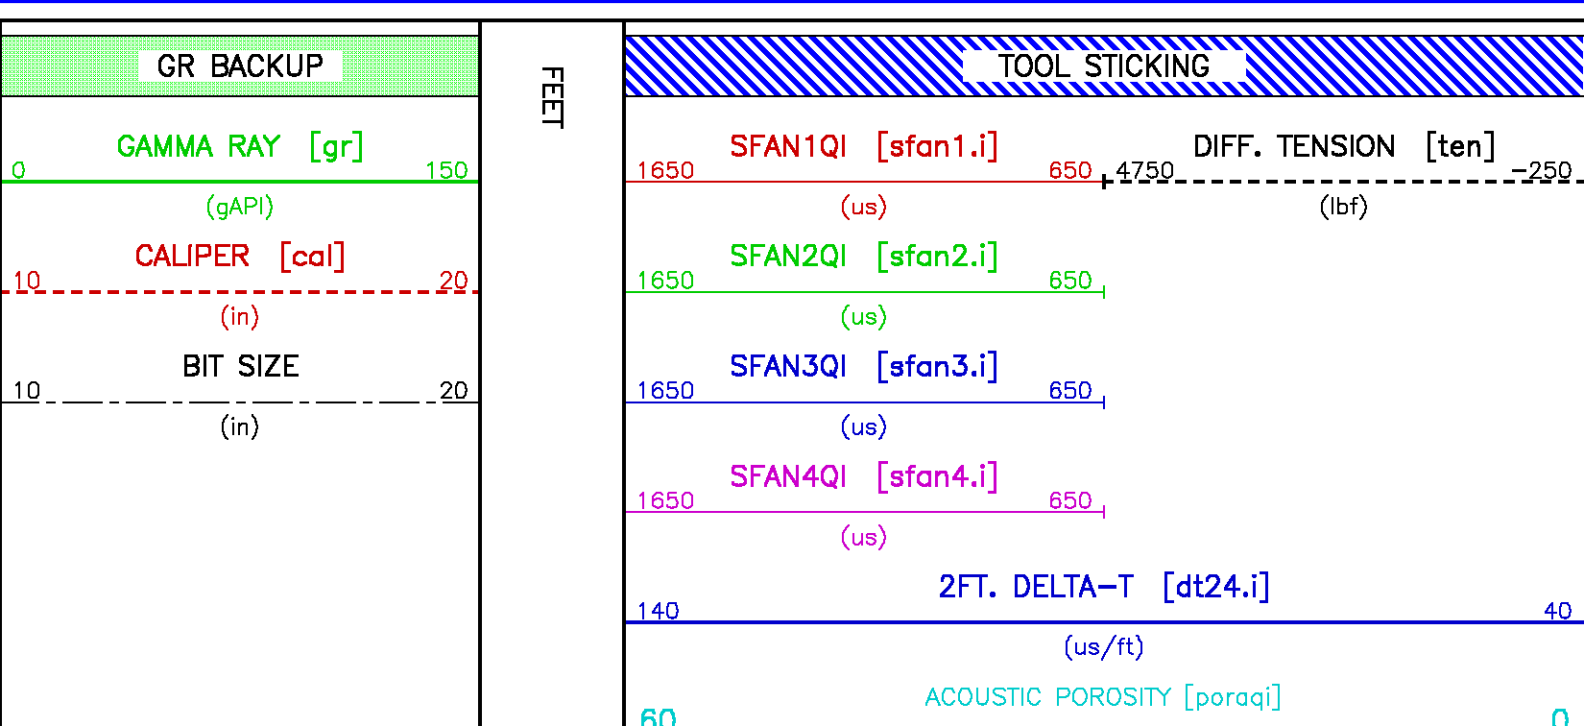 GR BACKUP
FEET
TOOL STICKING
GAMMA RAY [gr]
0 150
(gAPI)
CALIPER [cal]
10 20
(in)
BIT SIZE
10 20
(in)
SFAN1QI [sfan1.i]
1650 650
(us)
DIFF. TENSION [ten]
4750 -250
(lbf)
SFAN2QI [sfan2.i]
1650 650
(us)
SFAN3QI [sfan3.i]
1650 650
(us)
SFAN4QI [sfan4.i]
1650 650
(us)
2FT. DELTA-T [dt24.i]
140 40
(us/ft)
ACOUSTIC POROSITY [poraqi]
60 0